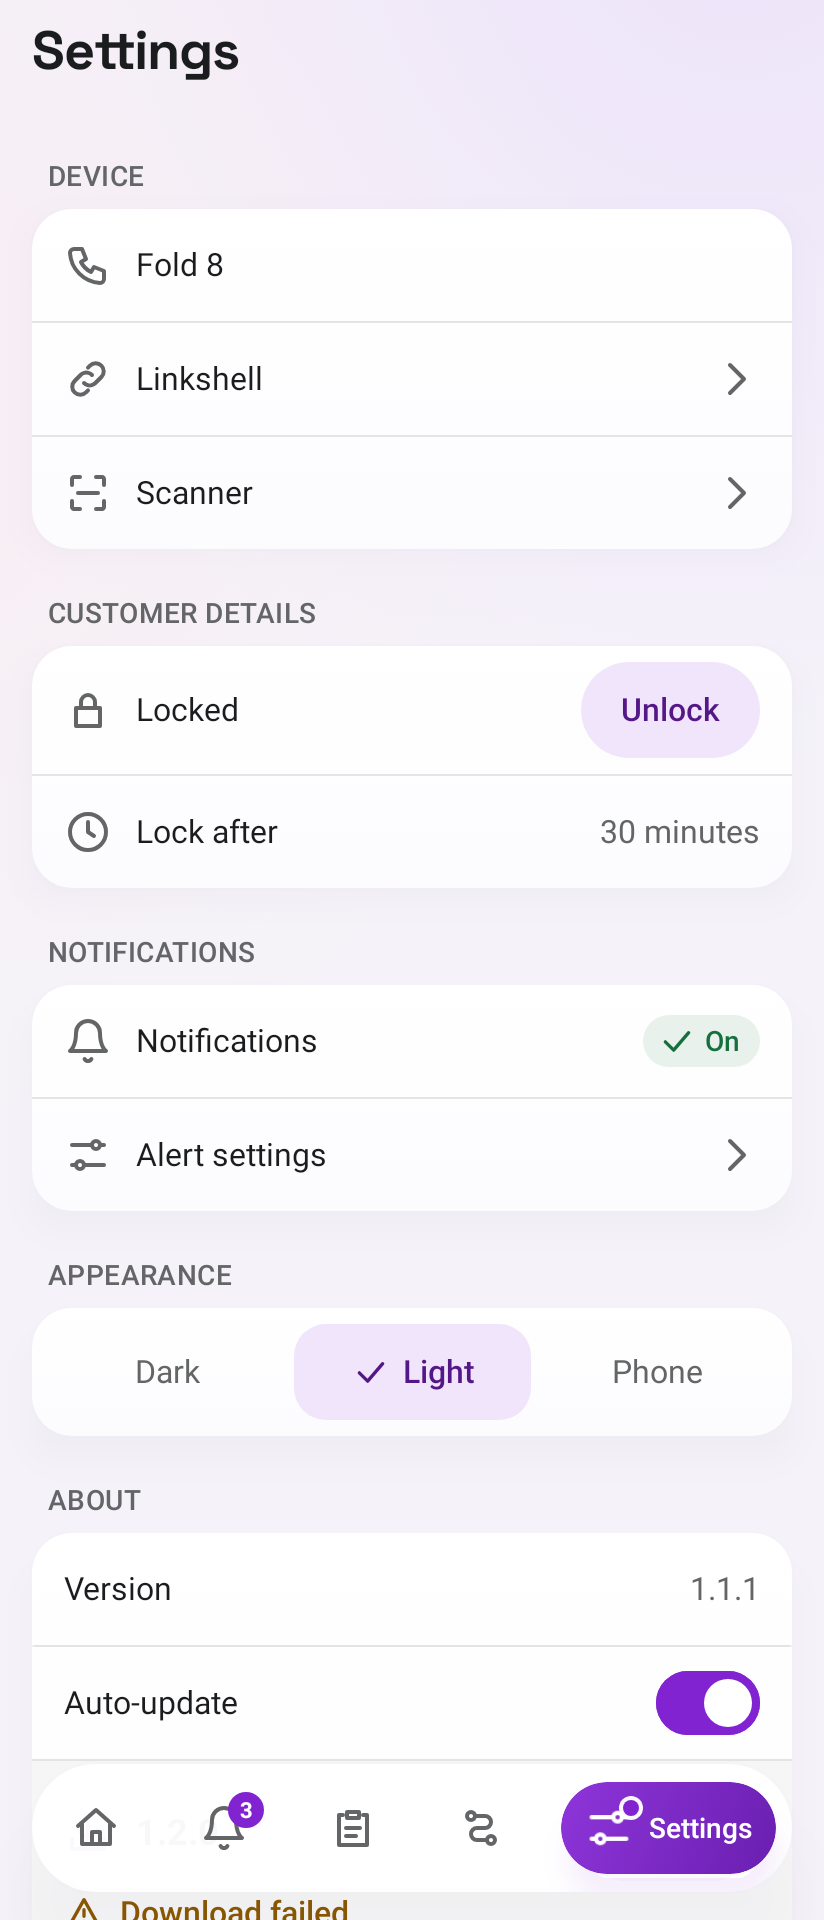 Settings
DEVICE
Fold 8
Linkshell
Scanner
CUSTOMER DETAILS
Locked
Unlock
Lock after
30 minutes
NOTIFICATIONS
Notifications
On
Alert settings
APPEARANCE
Dark
Light
Phone
ABOUT
Version
1.1.1
Auto-update
3
Settings
Download failed